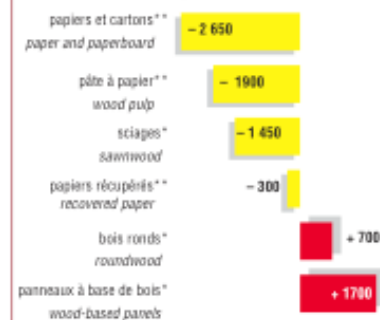 papiers et cartons** – 2 650
paper and paperboard
pâte à papier** – 1900
wood pulp
sciages* – 1 450
sawnwood
papiers récupérés** – 300
recovered paper
bois ronds* + 700
roundwood
panneaux à base de bois* + 1700
wood-based panels